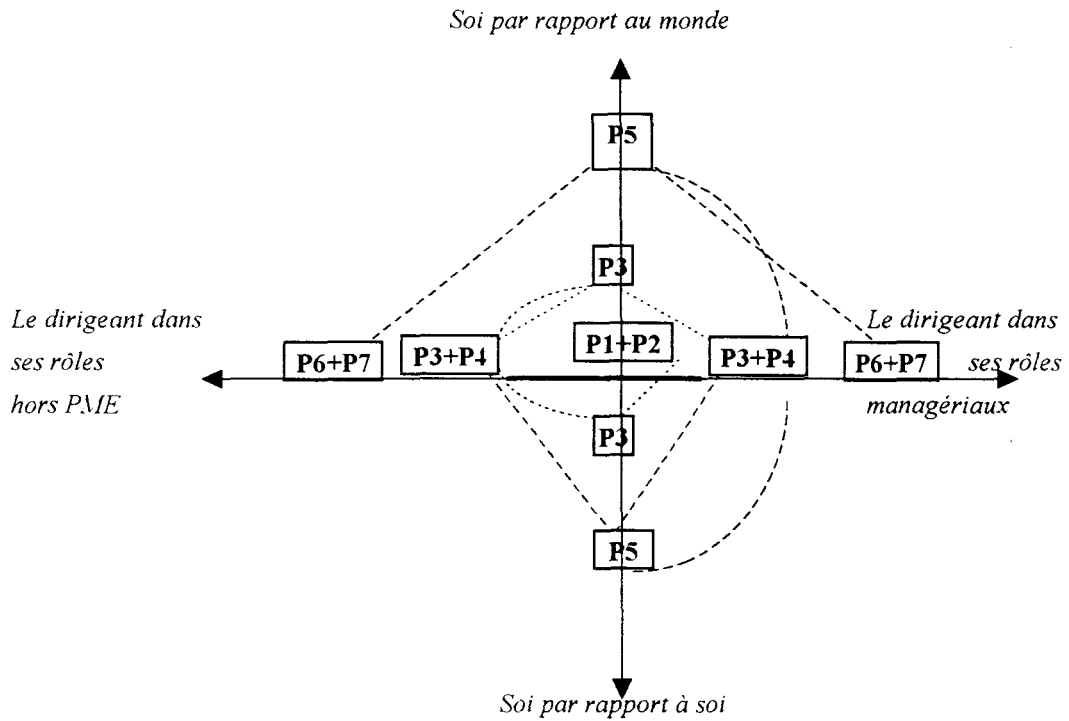 Soi par rapport au monde
P5
P3
Le dirigeant dans
ses rôles
hors PME
P6+P7
P3+P4
P1+P2
P3+P4
P6+P7
Le dirigeant dans
ses rôles
managériaux
P3
P5
Soi par rapport à soi